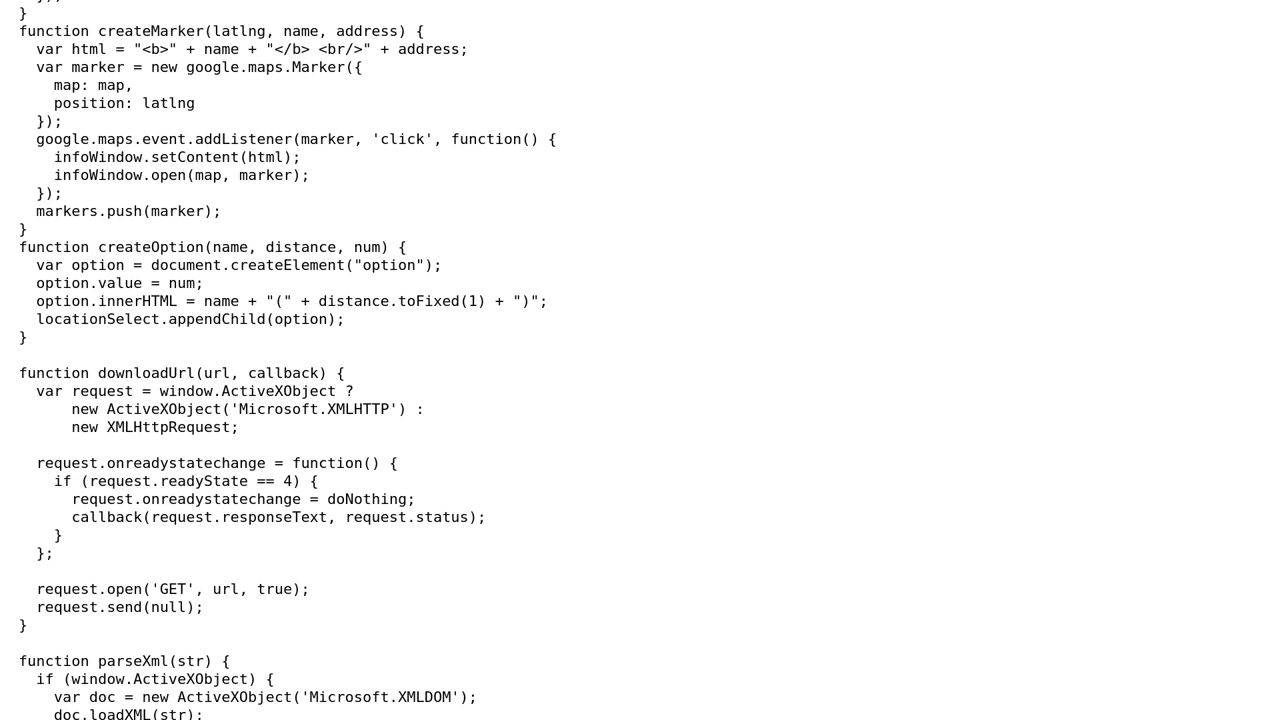 }
function createMarker(latlng, name, address) {
  var html = "<b>" + name + "</b> <br/>" + address;
  var marker = new google.maps.Marker({
    map: map,
    position: latlng
  });
  google.maps.event.addListener(marker, 'click', function() {
    infoWindow.setContent(html);
    infoWindow.open(map, marker);
  });
  markers.push(marker);
}
function createOption(name, distance, num) {
  var option = document.createElement("option");
  option.value = num;
  option.innerHTML = name + "(" + distance.toFixed(1) + ")";
  locationSelect.appendChild(option);
}

function downloadUrl(url, callback) {
  var request = window.ActiveXObject ?
      new ActiveXObject('Microsoft.XMLHTTP') :
      new XMLHttpRequest;

  request.onreadystatechange = function() {
    if (request.readyState == 4) {
      request.onreadystatechange = doNothing;
      callback(request.responseText, request.status);
    }
  };

  request.open('GET', url, true);
  request.send(null);
}

function parseXml(str) {
  if (window.ActiveXObject) {
    var doc = new ActiveXObject('Microsoft.XMLDOM');
    doc.loadXML(str);